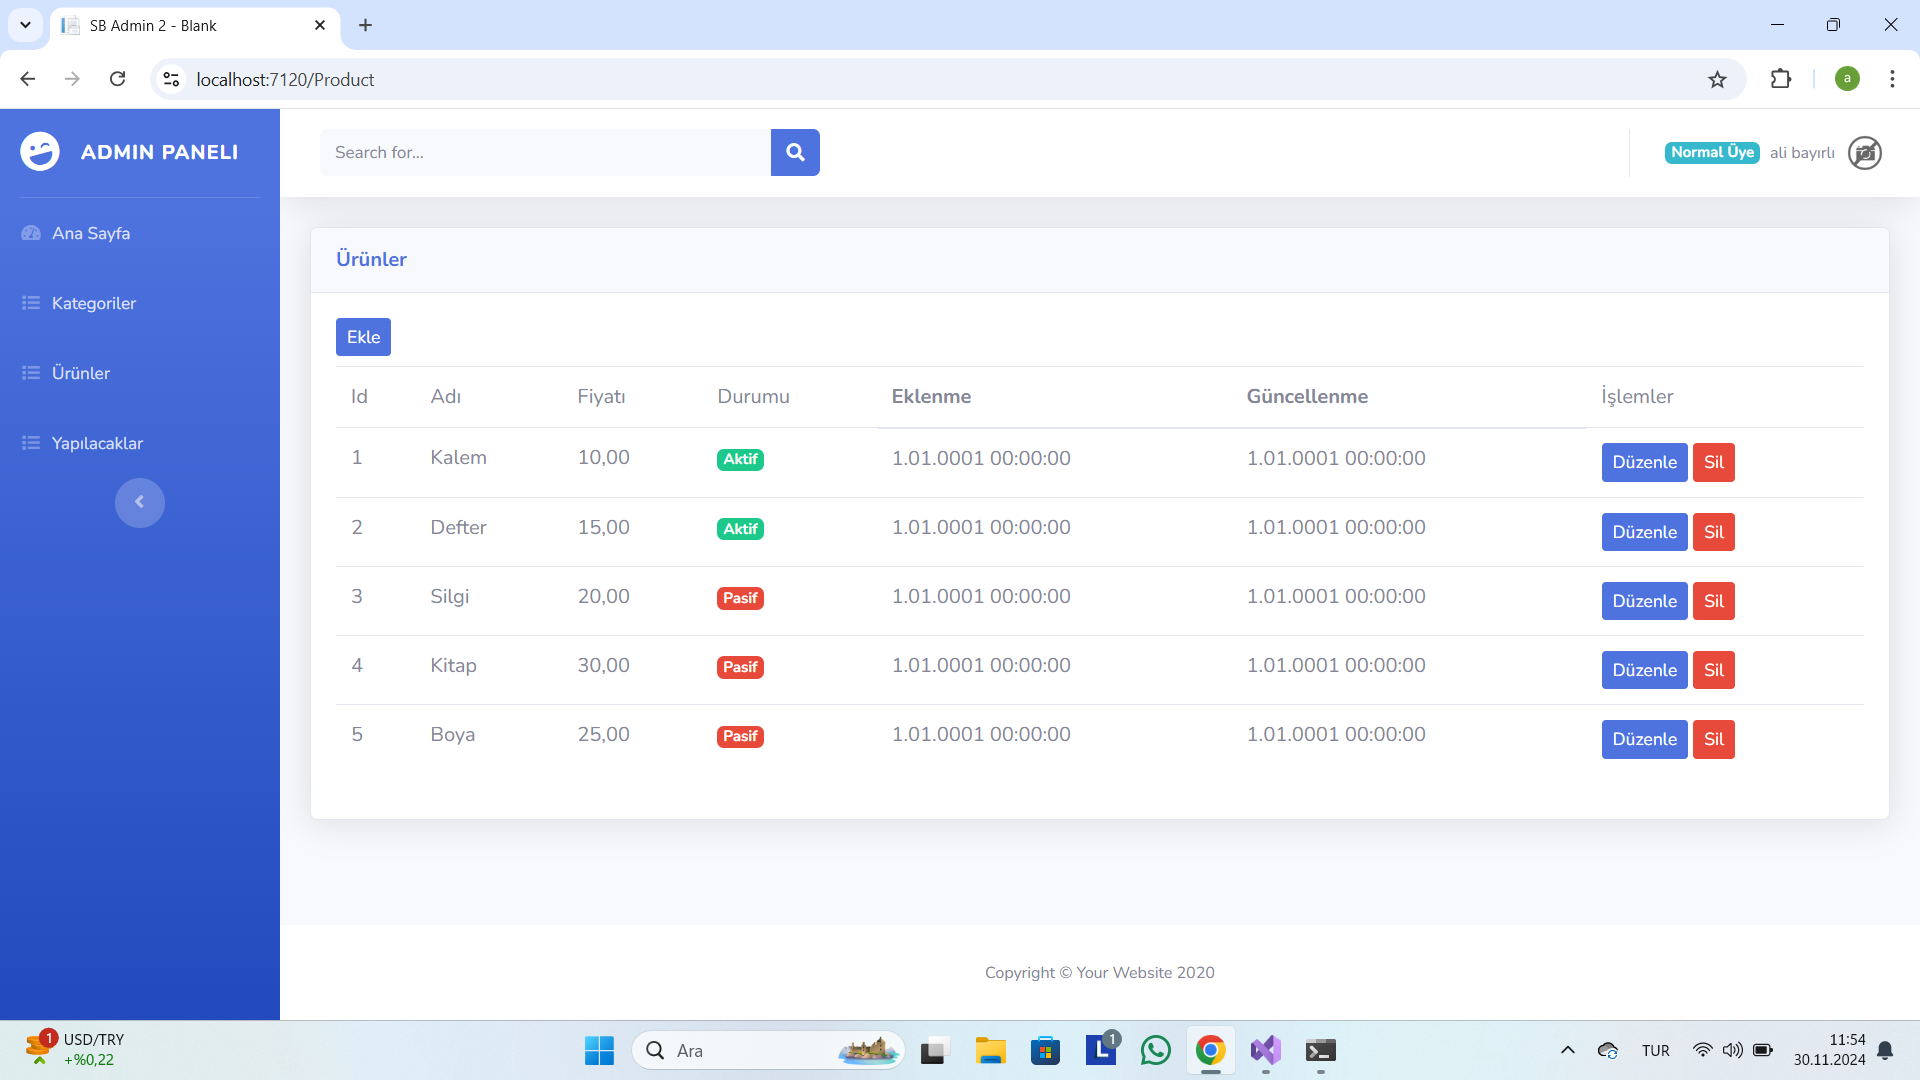 SB Admin 2 - Blank
localhost:7120/Product
a
ADMIN PANELI
Search for...
Normal Üye ali bayırlı
Ana Sayfa
Kategoriler
Ürünler
Yapılacaklar
Ürünler
Ekle
Id Adı Fiyatı Durumu Eklenme Güncellenme İşlemler
1 Kalem 10,00 Aktif 1.01.0001 00:00:00 1.01.0001 00:00:00 Düzenle Sil
2 Defter 15,00 Aktif 1.01.0001 00:00:00 1.01.0001 00:00:00 Düzenle Sil
3 Silgi 20,00 Pasif 1.01.0001 00:00:00 1.01.0001 00:00:00 Düzenle Sil
4 Kitap 30,00 Pasif 1.01.0001 00:00:00 1.01.0001 00:00:00 Düzenle Sil
5 Boya 25,00 Pasif 1.01.0001 00:00:00 1.01.0001 00:00:00 Düzenle Sil
Copyright © Your Website 2020
1 USD/TRY
+%0,22
Ara
L 1
TUR
11:54
30.11.2024